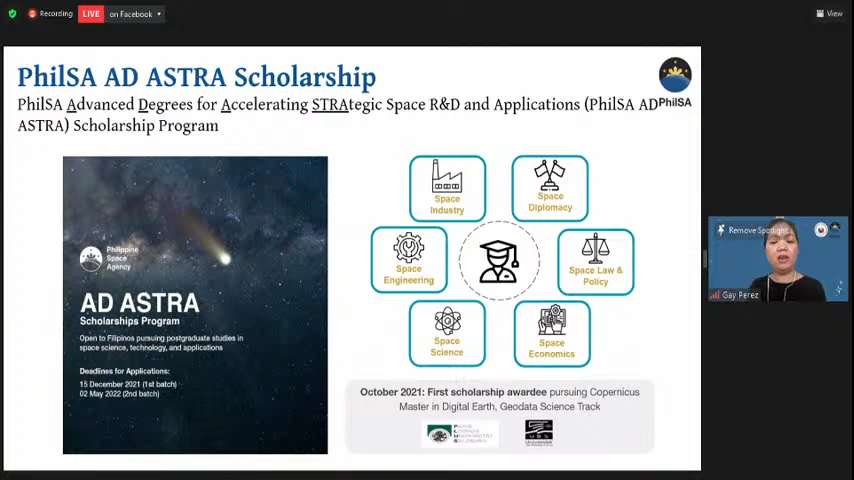 Recording
LIVE
on Facebook
View
PhilSA AD ASTRA Scholarship
PhilSA Advanced Degrees for Accelerating STRAtegic Space R&D and Applications (PhilSA AD
ASTRA) Scholarship Program
PhilSA
Philippine
Space
Agency
AD ASTRA
Scholarships Program
Open to Filipinos pursuing postgraduate studies in
space science, technology, and applications
Deadlines for Applications:
15 December 2021 (1st batch)
02 May 2022 (2nd batch)
Space
Industry
Space
Diplomacy
Space
Engineering
Space Law &
Policy
Space
Science
Space
Economics
October 2021: First scholarship awardee pursuing Copernicus
Master in Digital Earth, Geodata Science Track
UBS
Remove Spotlight
Gay Perez